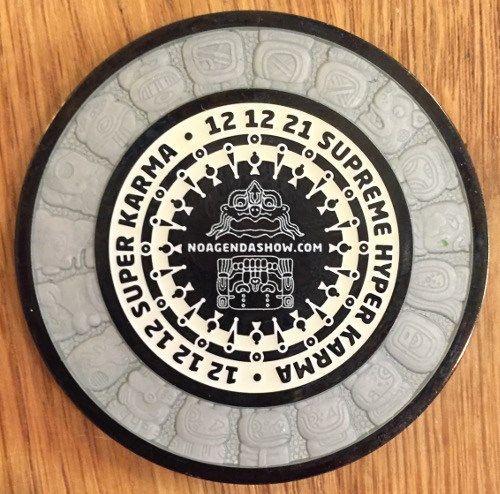 12 12 21 SUPREME HYPER KARMA
12 12 12 SUPER KARMA
NOAGENDASHOW.COM